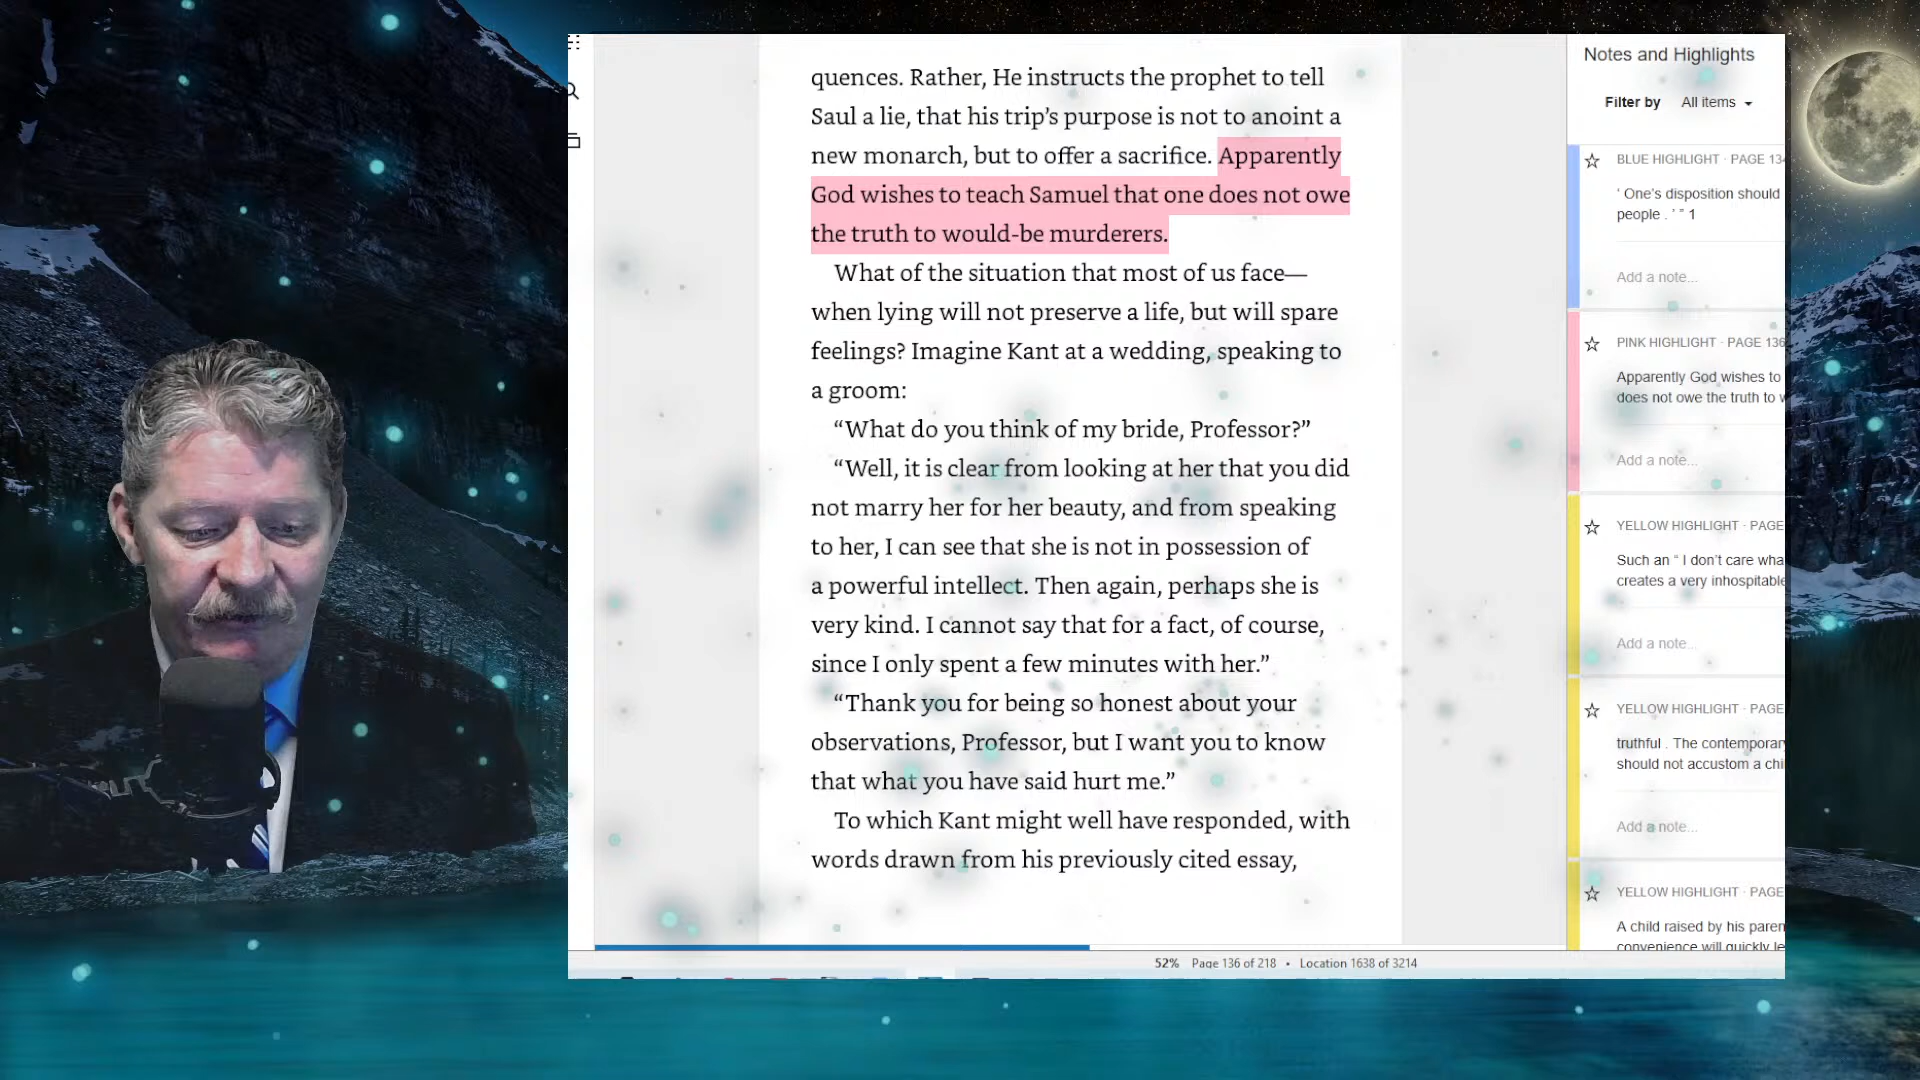 quences. Rather, He instructs the prophet to tell
Saul a lie, that his trip’s purpose is not to anoint a
new monarch, but to offer a sacrifice. Apparently
God wishes to teach Samuel that one does not owe
the truth to would-be murderers.
What of the situation that most of us face—
when lying will not preserve a life, but will spare
feelings? Imagine Kant at a wedding, speaking to
a groom:
“What do you think of my bride, Professor?”
“Well, it is clear from looking at her that you did
not marry her for her beauty, and from speaking
to her, I can see that she is not in possession of
a powerful intellect. Then again, perhaps she is
very kind. I cannot say that for a fact, of course,
since I only spent a few minutes with her.”
“Thank you for being so honest about your
observations, Professor, but I want you to know
that what you have said hurt me.”
To which Kant might well have responded, with
words drawn from his previously cited essay,
52% Page 136 of 218 • Location 1638 of 3214
Notes and Highlights
Filter by All items
BLUE HIGHLIGHT · PAGE 134
‘ One’s disposition should
people . ’ ” 1
Add a note...
PINK HIGHLIGHT · PAGE 136
Apparently God wishes to
does not owe the truth to
Add a note...
YELLOW HIGHLIGHT · PAGE
Such an “ I don’t care
creates a very inhospitable
Add a note...
YELLOW HIGHLIGHT · PAGE
truthful . The contemporary
should not accustom a
Add a note...
YELLOW HIGHLIGHT · PAGE
A child raised by his
convenience will quickly